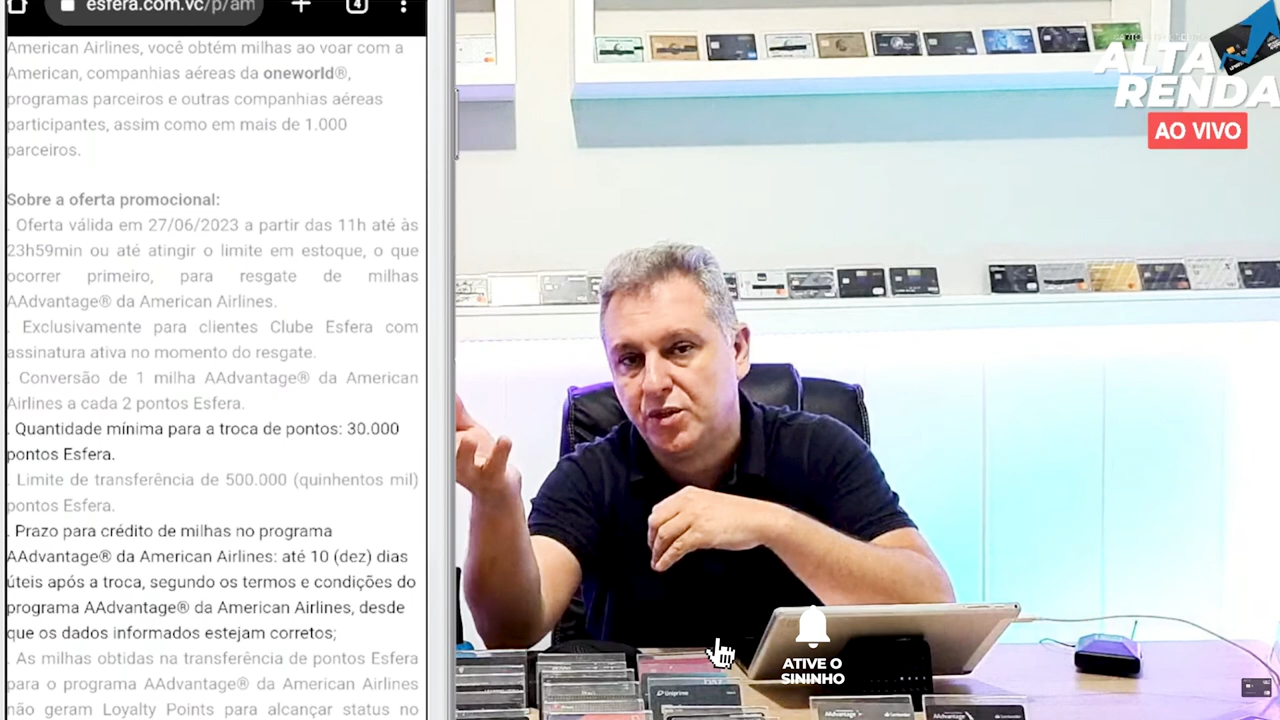 esfera.com.vc/p/am
4
American Airlines, você obtém milhas ao voar com a
American, companhias aéreas da oneworld®,
programas parceiros e outras companhias aéreas
participantes, assim como em mais de 1.000
parceiros.
Sobre a oferta promocional:
. Oferta válida em 27/06/2023 a partir das 11h até às
23h59min ou até atingir o limite em estoque, o que
ocorrer primeiro, para resgate de milhas
AAdvantage® da American Airlines.
. Exclusivamente para clientes Clube Esfera com
assinatura ativa no momento do resgate.
. Conversão de 1 milha AAdvantage® da American
Airlines a cada 2 pontos Esfera.
. Quantidade mínima para a troca de pontos: 30.000
pontos Esfera.
. Limite de transferência de 500.000 (quinhentos mil)
pontos Esfera.
. Prazo para crédito de milhas no programa
AAdvantage® da American Airlines: até 10 (dez) dias
úteis após a troca, segundo os termos e condições do
programa AAdvantage® da American Airlines, desde
que os dados informados estejam corretos;
. As milhas obtidas na transferência de pontos Esfera
para o programa AAdvantage® da American Airlines
não geram Loyalty Points para alcançar status no
ALTA
RENDA
AO VIVO
ATIVE O
SININHO
Uniprime
AAdvantage
Santander
AAdvantage
Santander